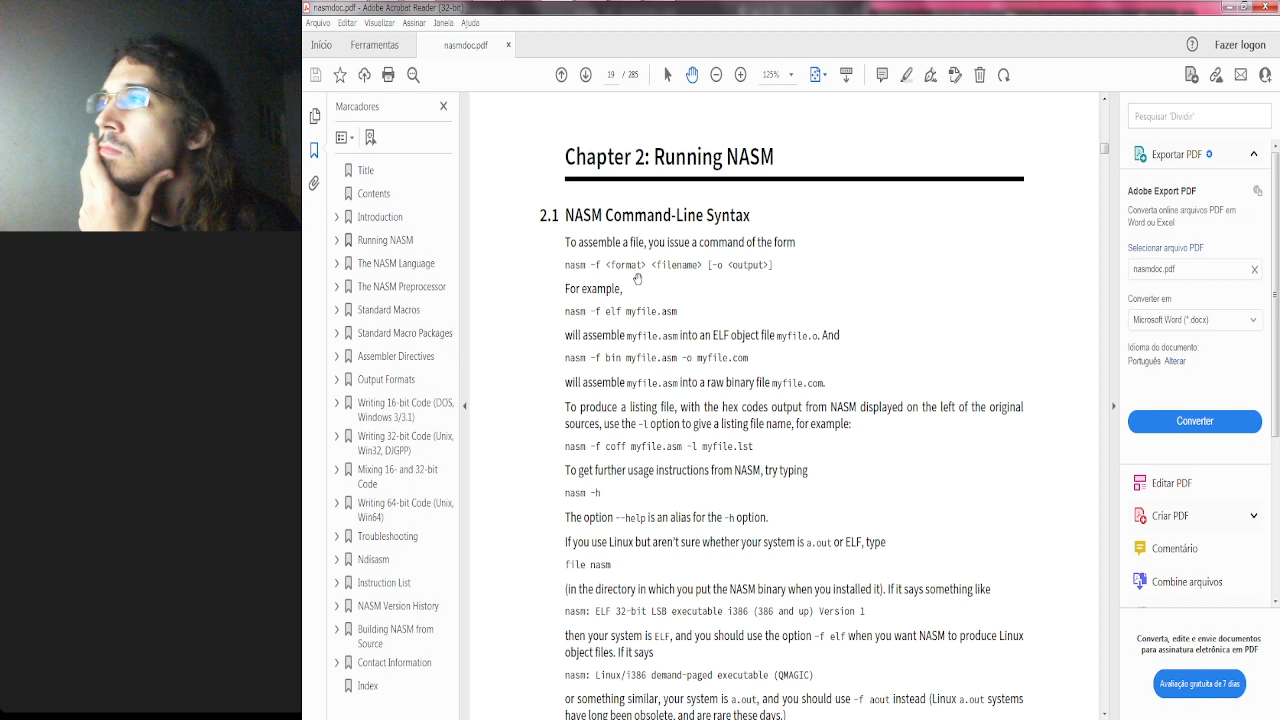 nasmdoc.pdf - Adobe Acrobat Reader (32-bit)
Arquivo Editar Visualizar Assinar Janela Ajuda
Início Ferramentas nasmdoc.pdf x Fazer logon
19 / 285 125%
Marcadores
Title
Contents
Introduction
Running NASM
The NASM Language
The NASM Preprocessor
Standard Macros
Standard Macro Packages
Assembler Directives
Output Formats
Writing 16-bit Code (DOS,
Windows 3/3.1)
Writing 32-bit Code (Unix,
Win32, DJGPP)
Mixing 16- and 32-bit
Code
Writing 64-bit Code (Unix,
Win64)
Troubleshooting
Ndisasm
Instruction List
NASM Version History
Building NASM from
Source
Contact Information
Index
Chapter 2: Running NASM
2.1 NASM Command-Line Syntax
To assemble a file, you issue a command of the form
nasm -f <format> <filename> [-o <output>]
For example,
nasm -f elf myfile.asm
will assemble myfile.asm into an ELF object file myfile.o. And
nasm -f bin myfile.asm -o myfile.com
will assemble myfile.asm into a raw binary file myfile.com.
To produce a listing file, with the hex codes output from NASM displayed on the left of the original
sources, use the -l option to give a listing file name, for example:
nasm -f coff myfile.asm -l myfile.lst
To get further usage instructions from NASM, try typing
nasm -h
The option --help is an alias for the -h option.
If you use Linux but aren't sure whether your system is a.out or ELF, type
file nasm
(in the directory in which you put the NASM binary when you installed it). If it says something like
nasm: ELF 32-bit LSB executable i386 (386 and up) Version 1
then your system is ELF, and you should use the option -f elf when you want NASM to produce Linux
object files. If it says
nasm: Linux/i386 demand-paged executable (QMAGIC)
or something similar, your system is a.out, and you should use -f aout instead (Linux a.out systems
have long been obsolete, and are rare these days.)
Pesquisar 'Dividir'
Exportar PDF
Adobe Export PDF
Converta online arquivos PDF em
Word ou Excel
Selecionar arquivo PDF
nasmdoc.pdf
Converter em
Microsoft Word (*.docx)
Idioma do documento:
Português Alterar
Converter
Editar PDF
Criar PDF
Comentário
Combine arquivos
Converta, edite e envie documentos
para assinatura eletrônica em PDF
Avaliação gratuita de 7 dias